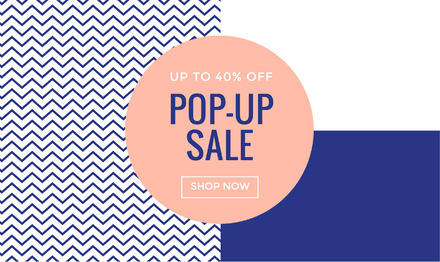 UP TO 40% OFF
POP-UP
SALE
SHOP NOW